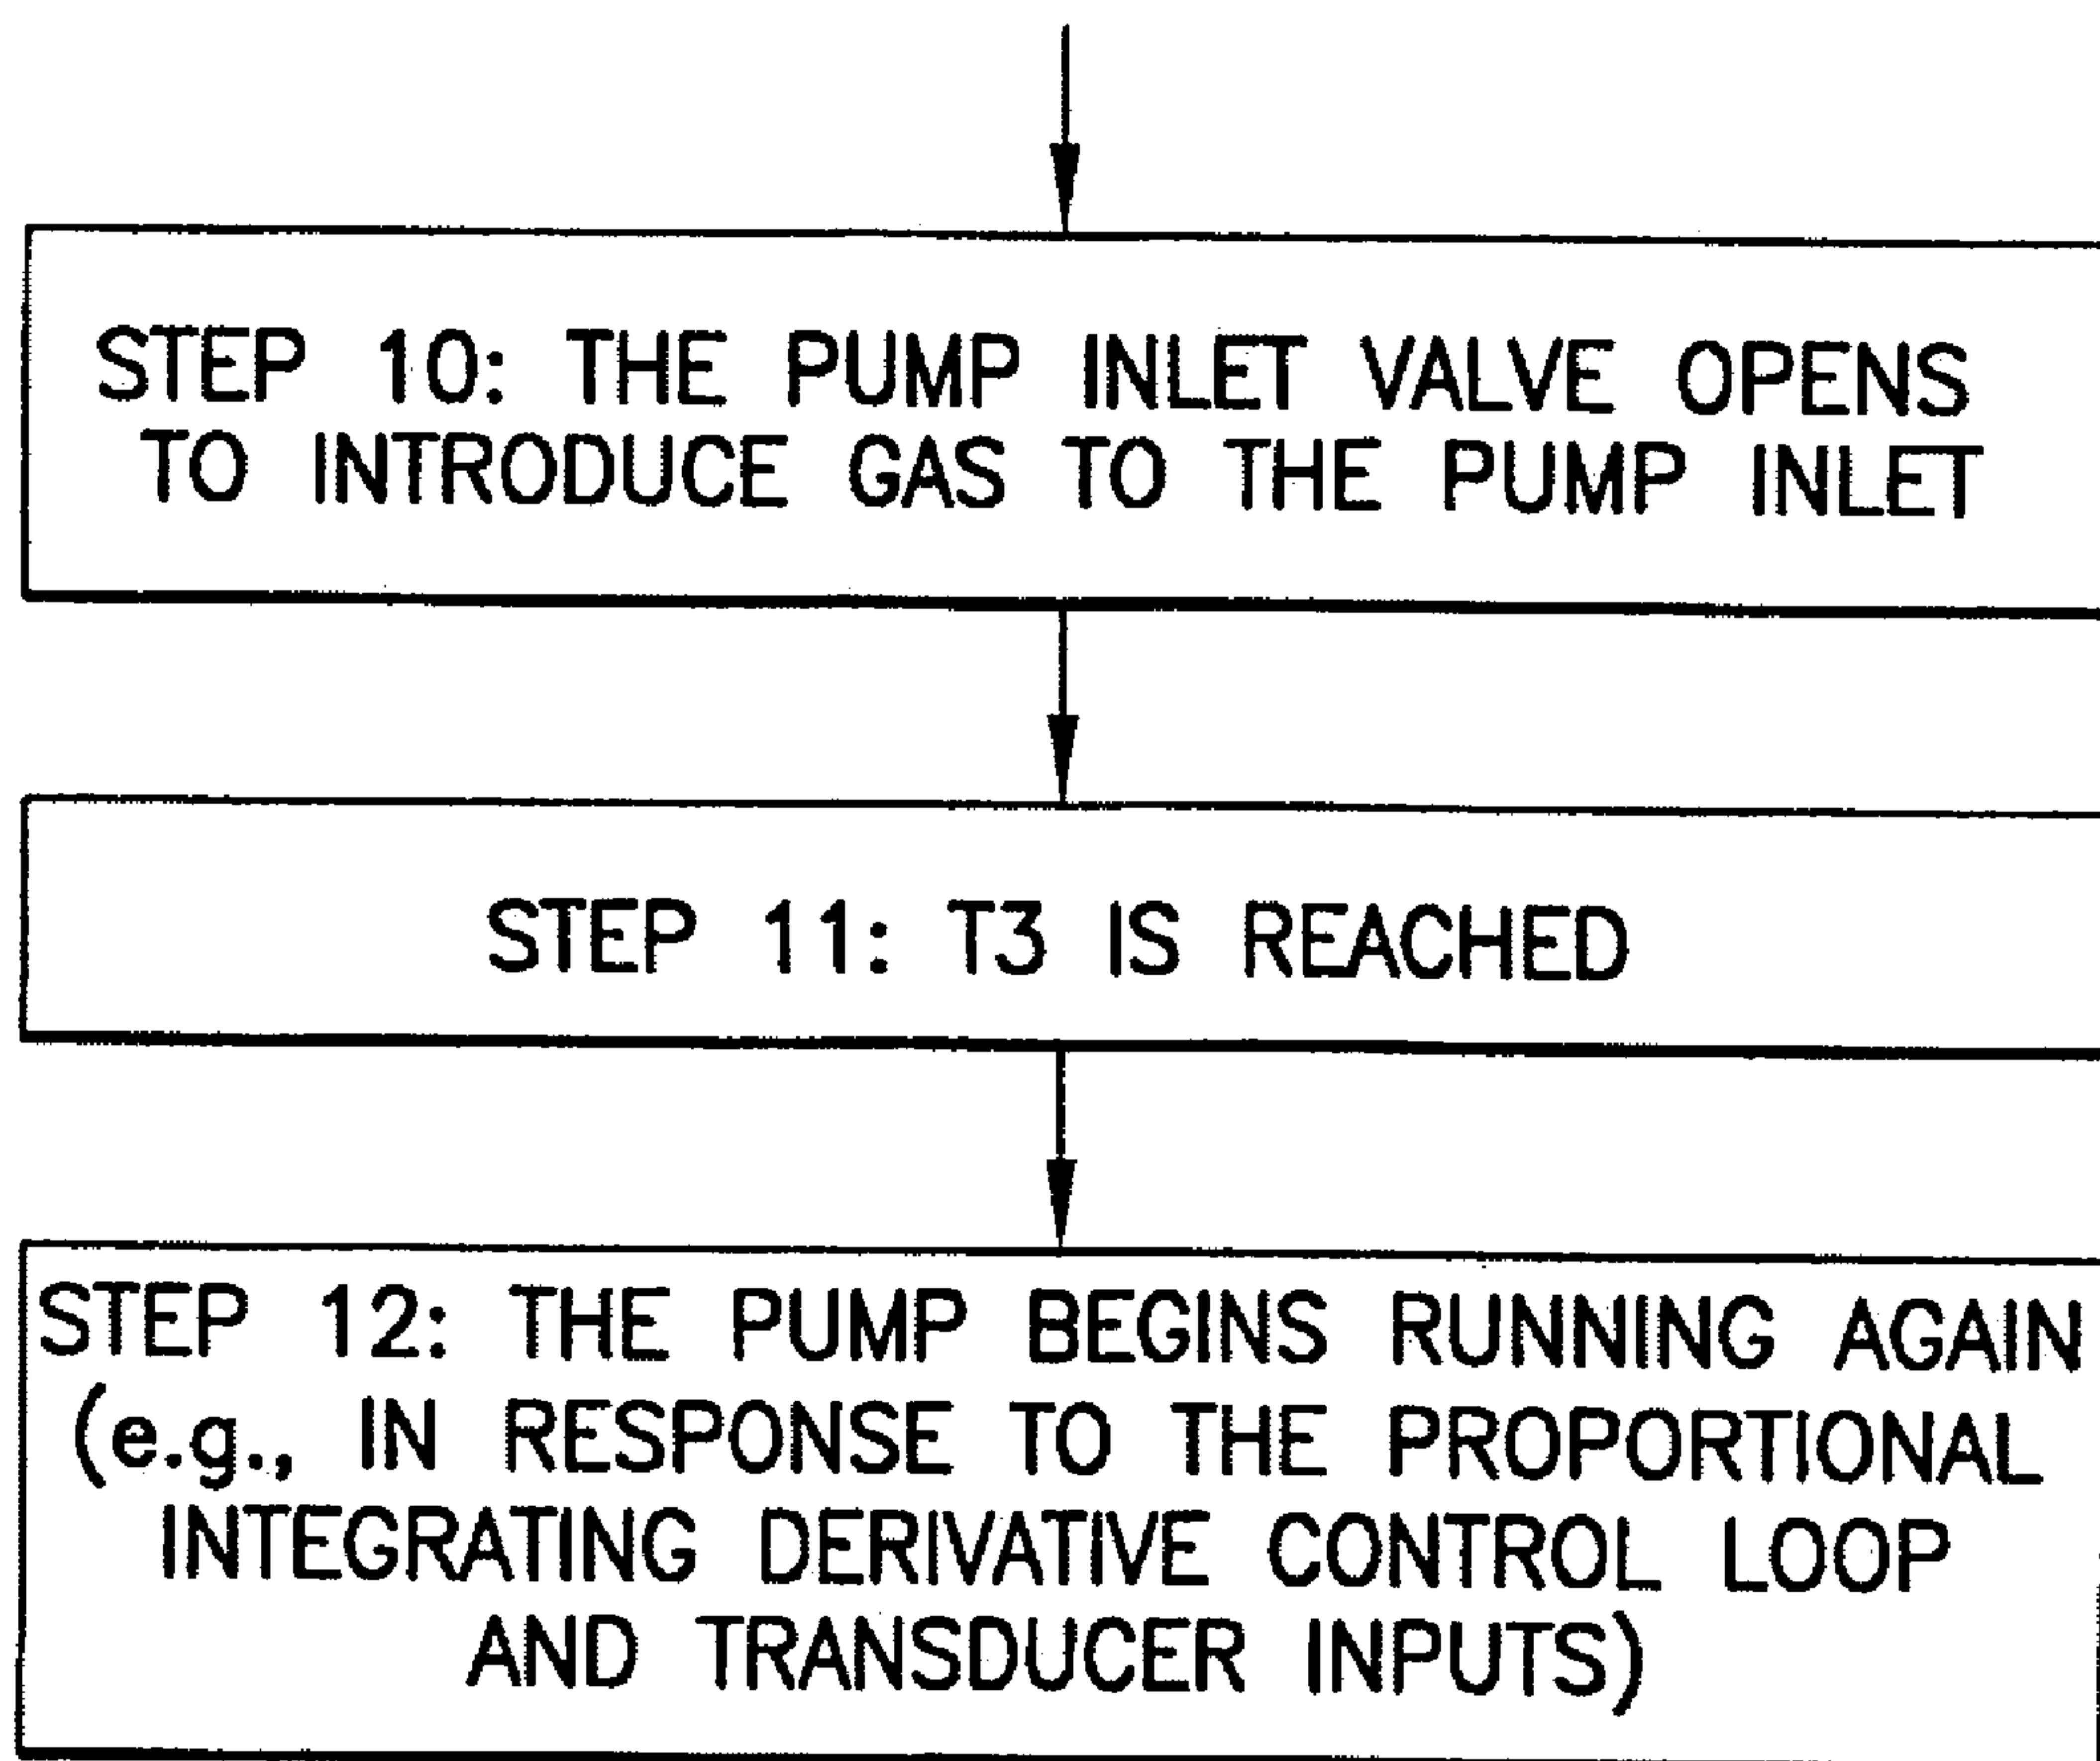 STEP 10: THE PUMP INLET VALVE OPENS
TO INTRODUCE GAS TO THE PUMP INLET
STEP 11: T3 IS REACHED
STEP 12: THE PUMP BEGINS RUNNING AGAIN
(e.g., IN RESPONSE TO THE PROPORTIONAL
INTEGRATING DERIVATIVE CONTROL LOOP
AND TRANSDUCER INPUTS)